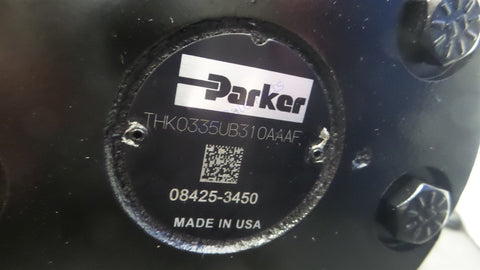 Parker
THK0335UB310AAAF
08425-3450
MADE IN USA